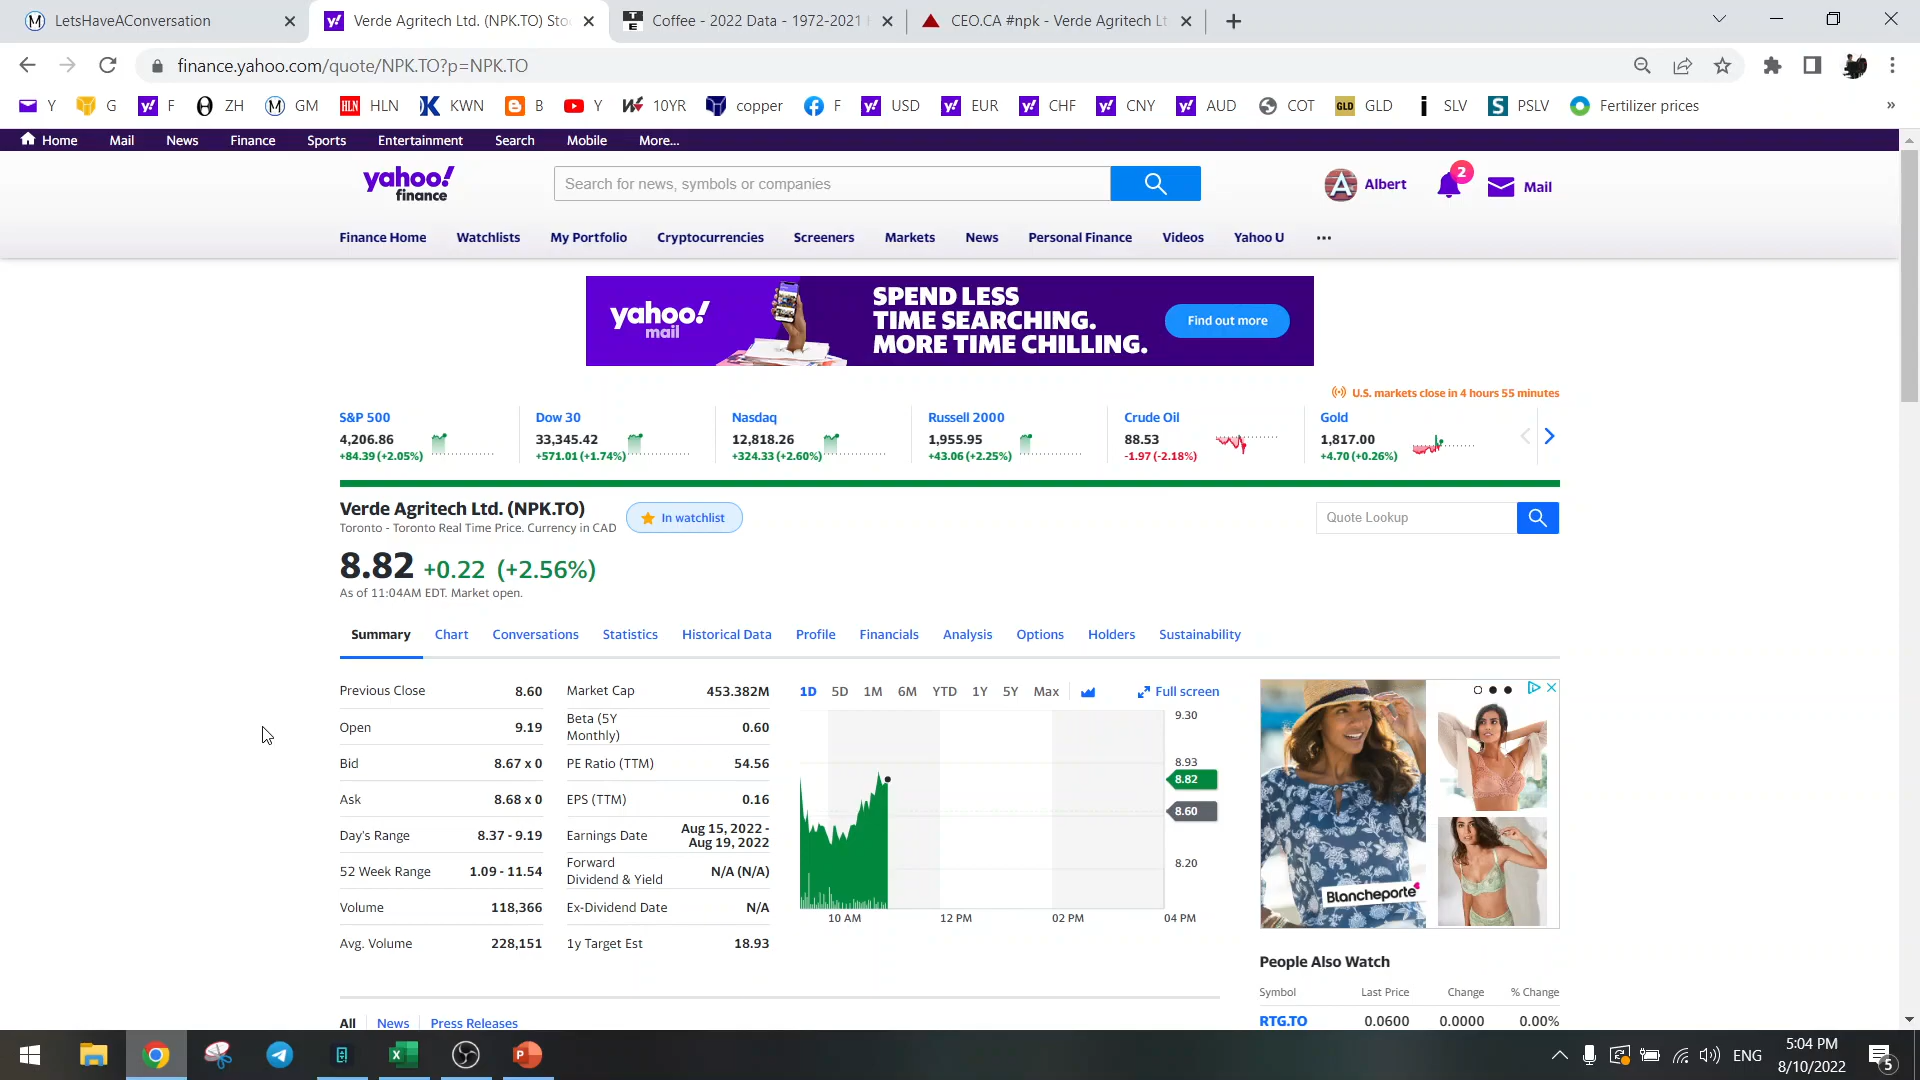 LetsHaveAConversation
Verde Agritech Ltd. (NPK.TO) Sto
Coffee - 2022 Data - 1972-2021 H
CEO.CA #npk - Verde Agritech Lt
finance.yahoo.com/quote/NPK.TO?p=NPK.TO
Y G F ZH GM HLN KWN B Y 10YR copper F USD EUR CHF CNY AUD COT GLD SLV PSLV Fertilizer prices »
Home Mail News Finance Sports Entertainment Search Mobile More...
yahoo!
finance
Search for news, symbols or companies
Albert
2
Mail
Finance Home Watchlists My Portfolio Cryptocurrencies Screeners Markets News Personal Finance Videos Yahoo U ...
yahoo!
mail
SPEND LESS
TIME SEARCHING.
MORE TIME CHILLING.
Find out more
U.S. markets close in 4 hours 55 minutes
S&P 500 Dow 30 Nasdaq Russell 2000 Crude Oil Gold
4,206.86 33,345.42 12,818.26 1,955.95 88.53 1,817.00
+84.39 (+2.05%) +571.01 (+1.74%) +324.33 (+2.60%) +43.06 (+2.25%) -1.97 (-2.18%) +4.70 (+0.26%)
Verde Agritech Ltd. (NPK.TO)
Toronto - Toronto Real Time Price. Currency in CAD
In watchlist
Quote Lookup
8.82 +0.22 (+2.56%)
As of 11:04AM EDT. Market open.
Summary Chart Conversations Statistics Historical Data Profile Financials Analysis Options Holders Sustainability
Previous Close 8.60
Open 9.19
Bid 8.67 x 0
Ask 8.68 x 0
Day's Range 8.37 - 9.19
52 Week Range 1.09 - 11.54
Volume 118,366
Avg. Volume 228,151
Market Cap 453.382M
Beta (5Y
Monthly) 0.60
PE Ratio (TTM) 54.56
EPS (TTM) 0.16
Earnings Date Aug 15, 2022 -
Aug 19, 2022
Forward
Dividend & Yield N/A (N/A)
Ex-Dividend Date N/A
1y Target Est 18.93
1D 5D 1M 6M YTD 1Y 5Y Max Full screen
9.30
8.93
8.82
8.60
8.20
10 AM 12 PM 02 PM 04 PM
Blancheporte
People Also Watch
Symbol Last Price Change % Change
RTG.TO 0.0600 0.0000 0.00%
All News Press Releases
ENG
5:04 PM
8/10/2022
5